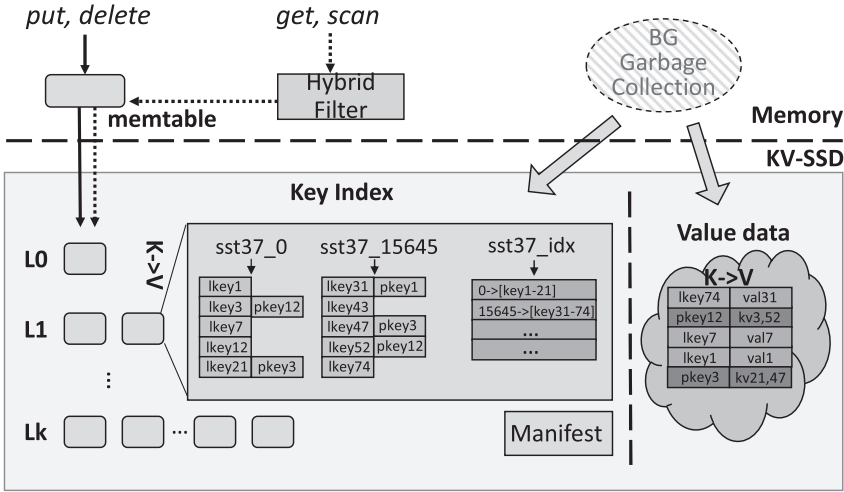 put, delete
get, scan
BG
Garbage
Collection
Hybrid
Filter
memtable
Memory
KV-SSD
Key Index
Value data
K->V
L0
L1
⋮
Lk
...
K->V
sst37_0
lkey1
lkey3 pkey12
lkey7
lkey12
lkey21 pkey3
sst37_15645
lkey31 pkey1
lkey43
lkey47 pkey3
lkey52 pkey12
lkey74
sst37_idx
0->[key1-21]
15645->[key31-74]
...
...
lkey74 val31
pkey12 kv3,52
lkey7 val7
lkey1 val1
pkey3 kv21,47
Manifest